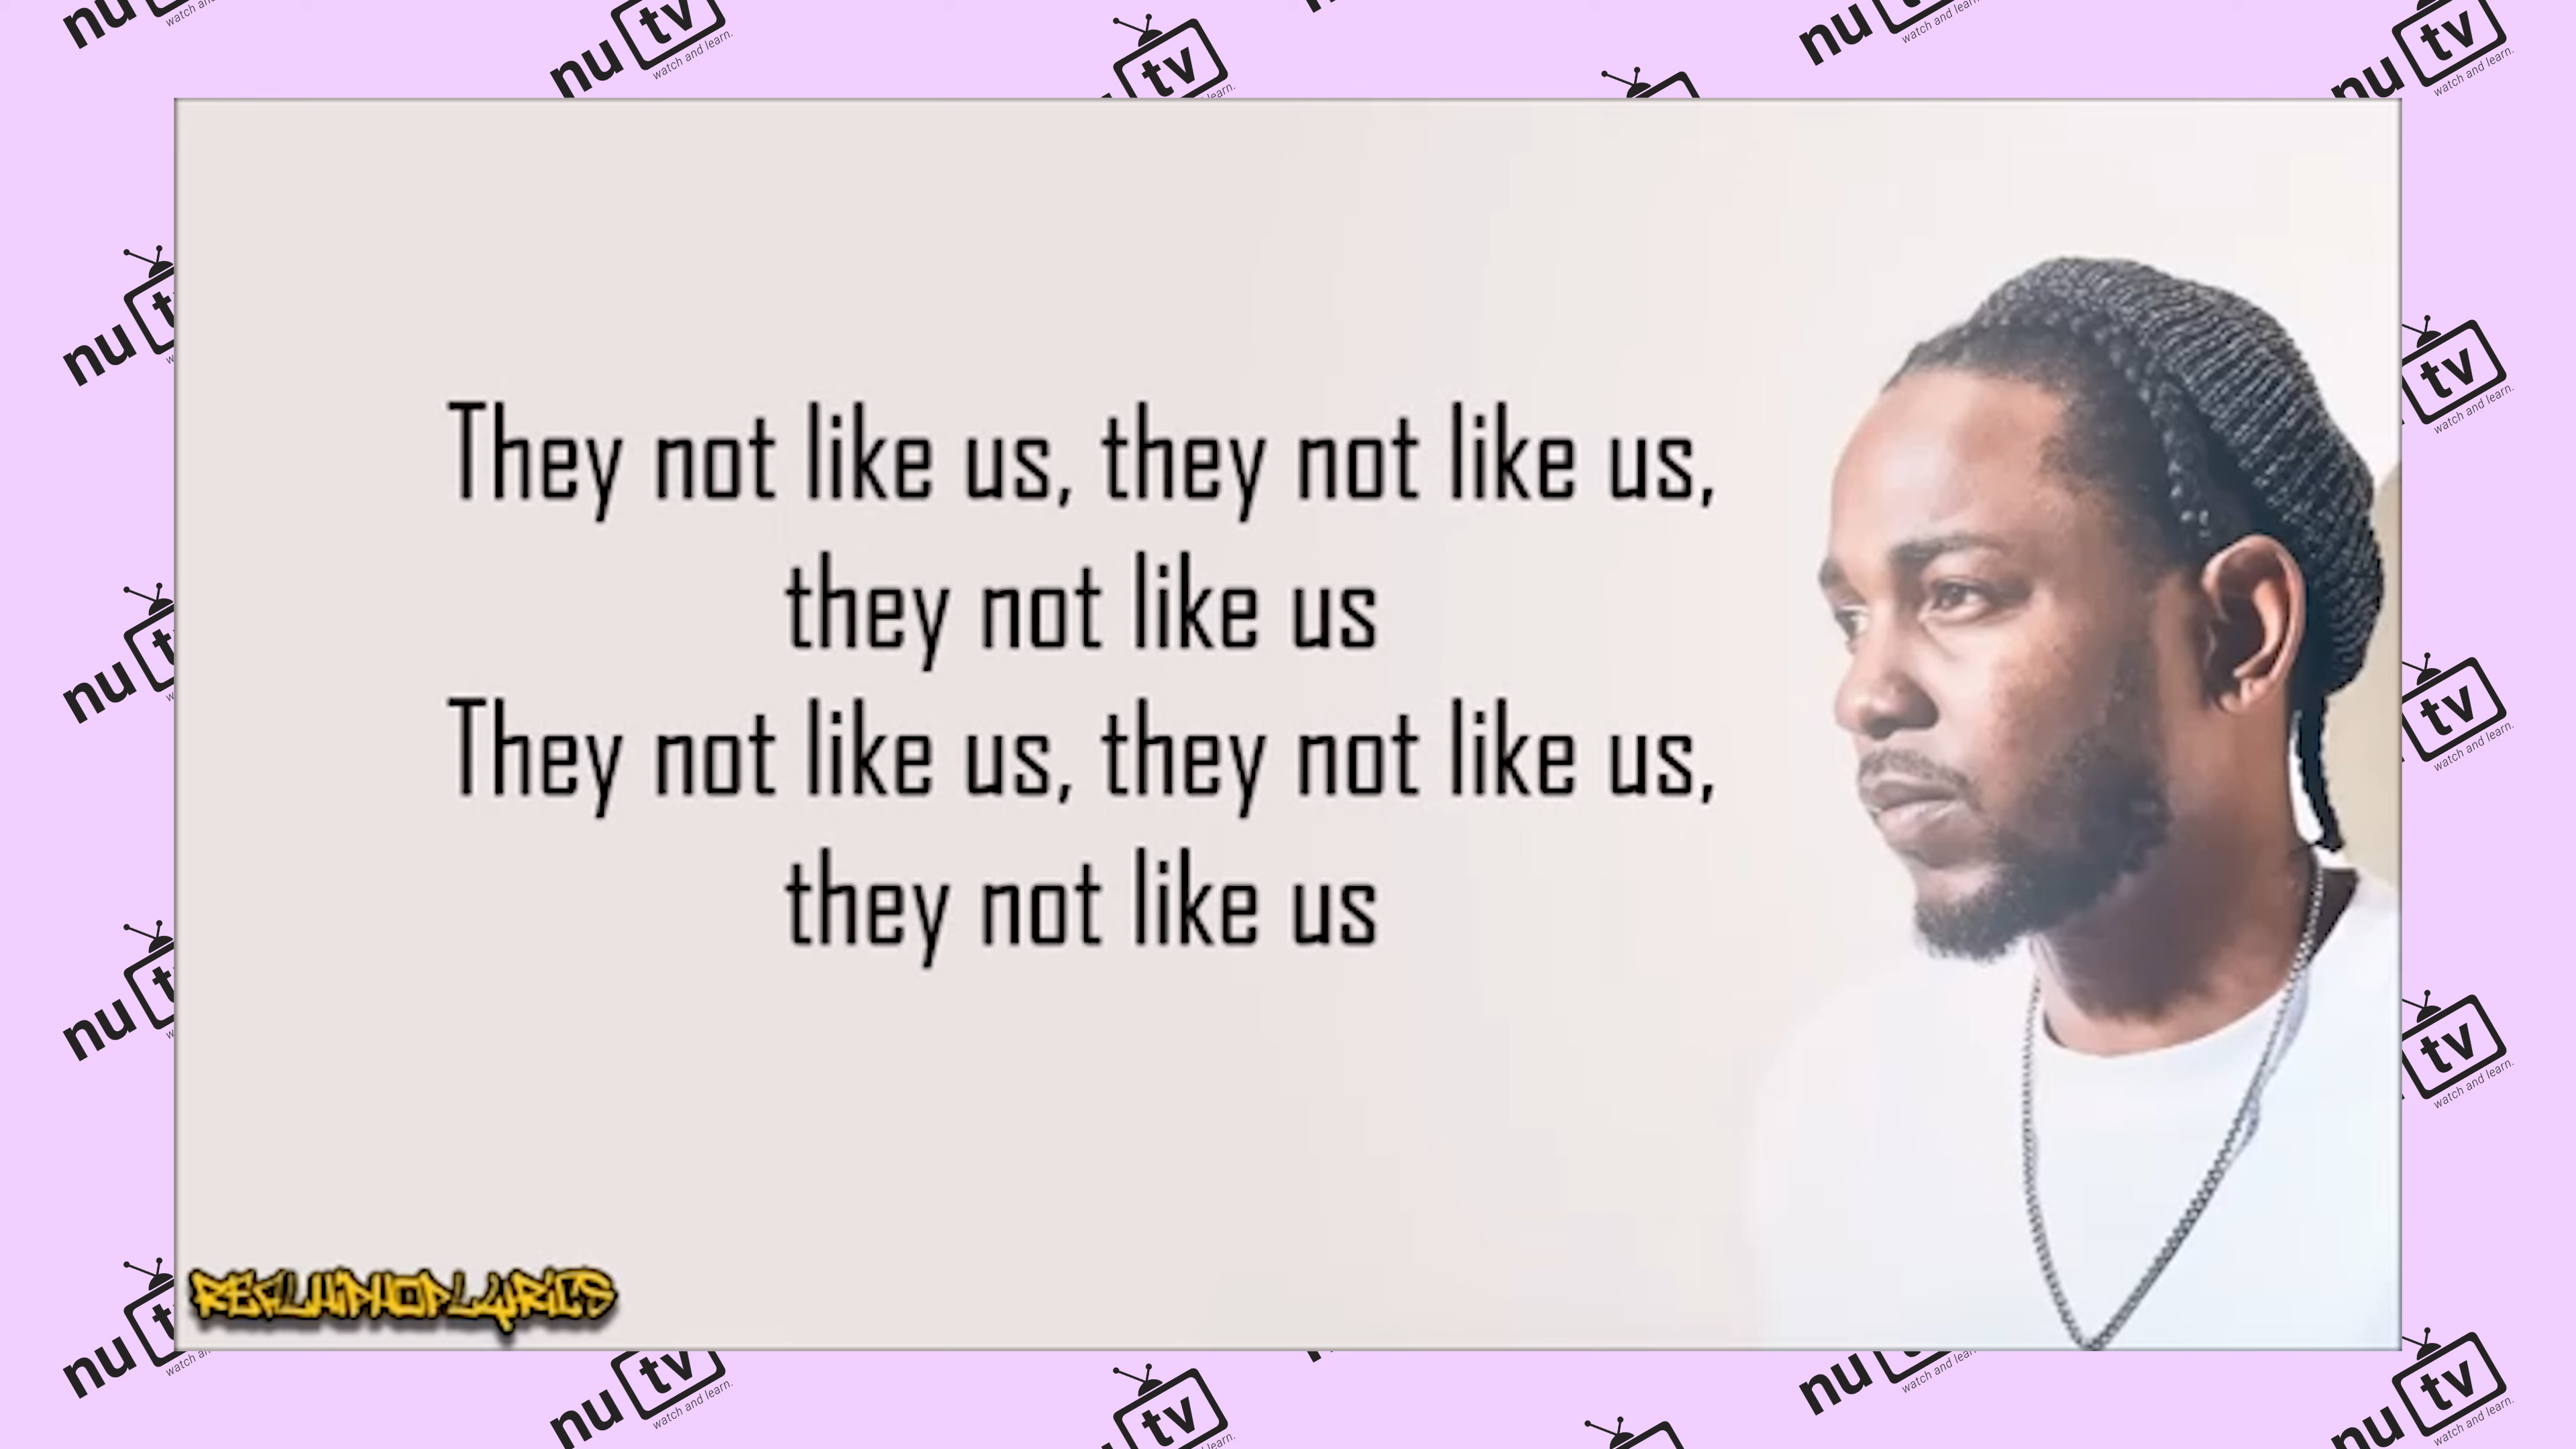 They not like us, they not like us,
they not like us
They not like us, they not like us,
they not like us
REALHIPHOPLYRICS
nu tv
watch and learn.